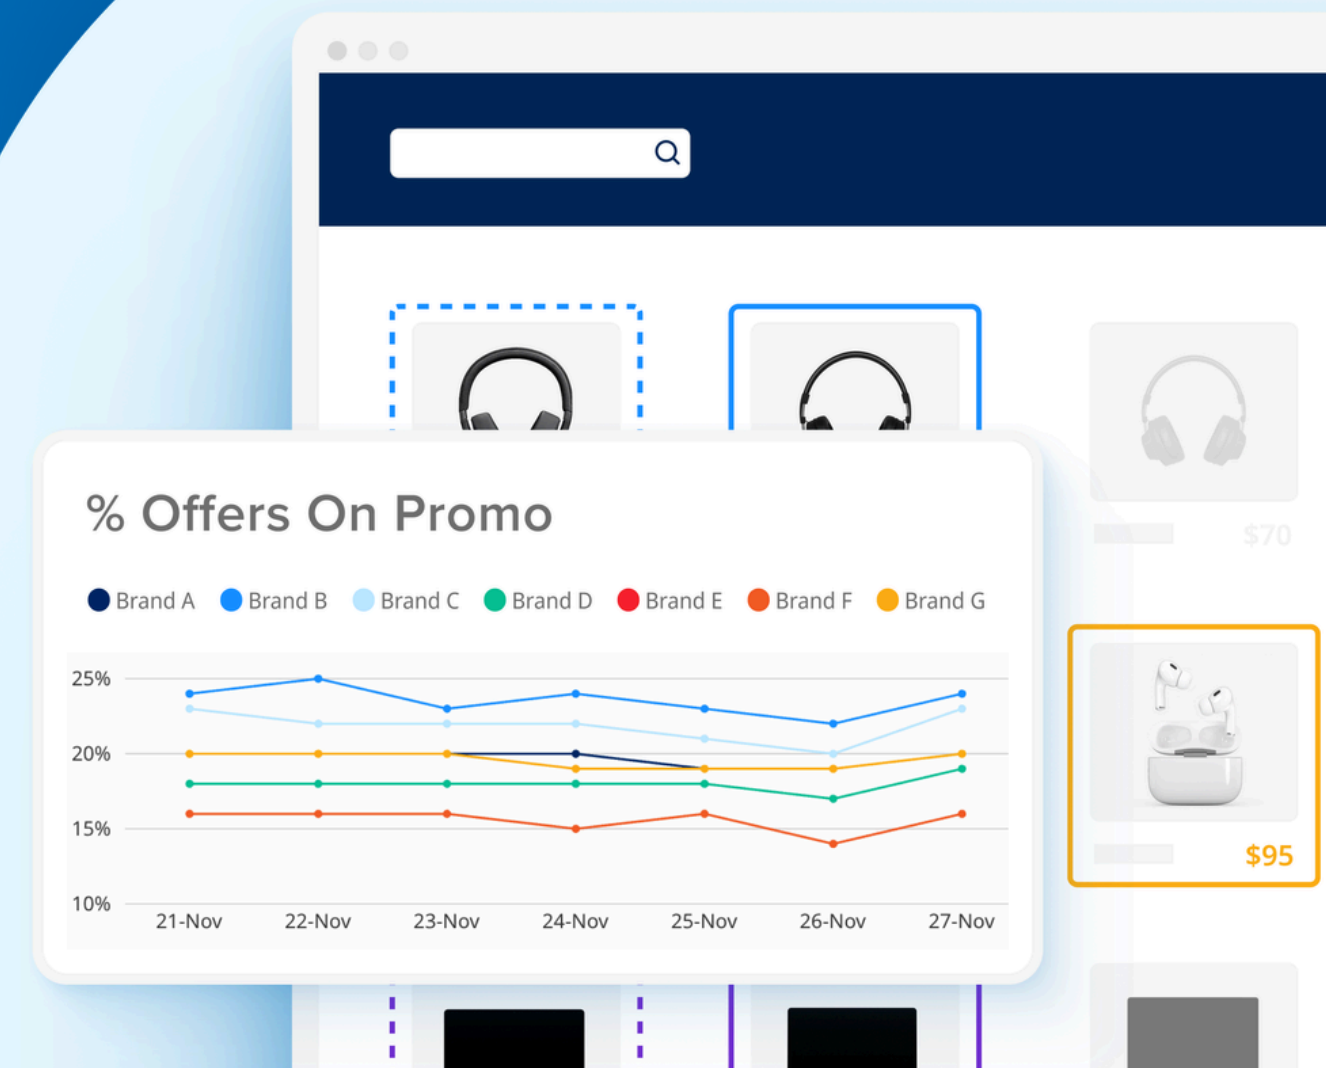 $70
% Offers On Promo
Brand A Brand B Brand C Brand D Brand E Brand F Brand G
25%
20%
15%
10%
21-Nov 22-Nov 23-Nov 24-Nov 25-Nov 26-Nov 27-Nov
$95